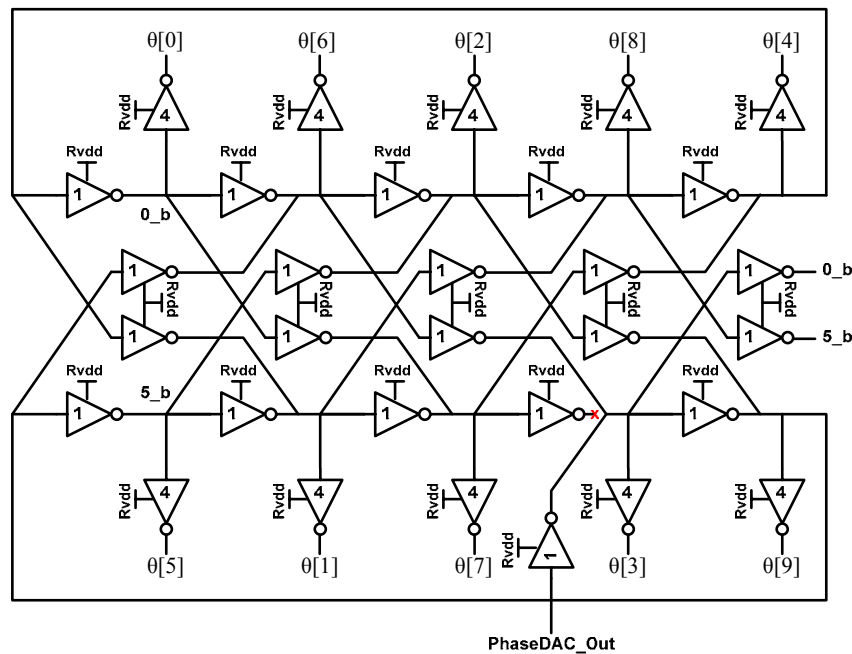 θ[0] θ[6] θ[2] θ[8] θ[4]
Rvdd 4 Rvdd 4 Rvdd 4 Rvdd 4 Rvdd 4
Rvdd Rvdd Rvdd Rvdd Rvdd
1 1 1 1 1
0_b
1 1 1 1 1 0_b
Rvdd Rvdd Rvdd Rvdd Rvdd
1 1 1 1 1 5_b
Rvdd Rvdd Rvdd Rvdd Rvdd
5_b
1 1 1 1 x 1
Rvdd 4 Rvdd 4 Rvdd 4 Rvdd 4 Rvdd 4
Rvdd 1
θ[5] θ[1] θ[7] θ[3] θ[9]
PhaseDAC_Out